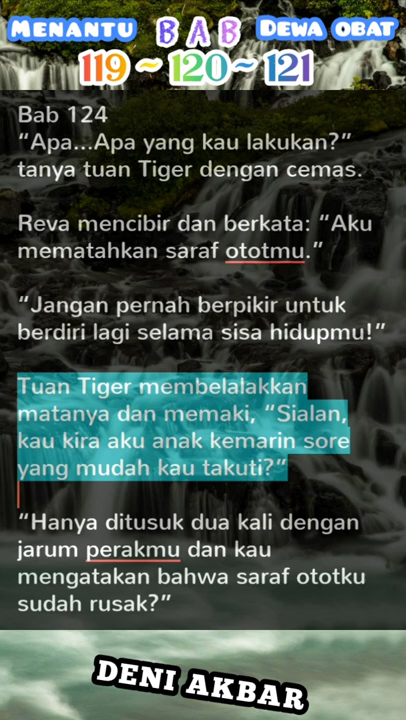 MENANTU BAB DEWA OBAT
119 ~ 120 ~ 121
Bab 124
“Apa...Apa yang kau lakukan?”
tanya tuan Tiger dengan cemas.
Reva mencibir dan berkata: “Aku
mematahkan saraf ototmu.”
“Jangan pernah berpikir untuk
berdiri lagi selama sisa hidupmu!”
Tuan Tiger membelalakkan
matanya dan memaki, “Sialan,
kau kira aku anak kemarin sore
yang mudah kau takuti?”
“Hanya ditusuk dua kali dengan
jarum perakmu dan kau
mengatakan bahwa saraf ototku
sudah rusak?”
DENI AKBAR